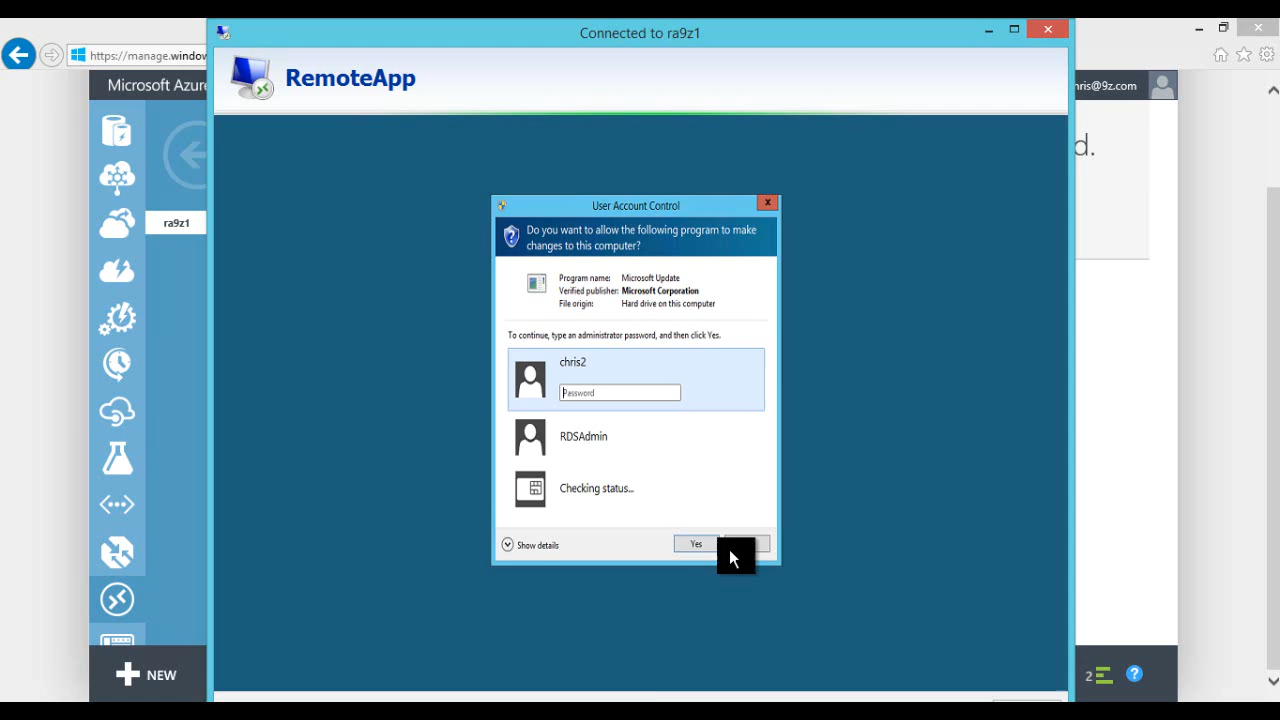 Connected to ra9z1
https://manage.window
RemoteApp
Microsoft Azure
hris@9z.com
d.
ra9z1
User Account Control
Do you want to allow the following program to make
changes to this computer?
Program name: Microsoft Update
Verified publisher: Microsoft Corporation
File origin: Hard drive on this computer
To continue, type an administrator password, and then click Yes.
chris2
Password
RDSAdmin
Checking status...
Show details
Yes
NEW
2